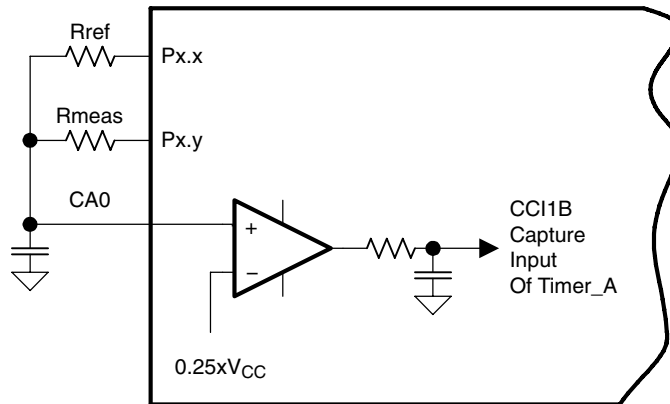 Rref
Px.x
Rmeas
Px.y
CA0
+
−
CCI1B
Capture
Input
Of Timer_A
0.25xVCC